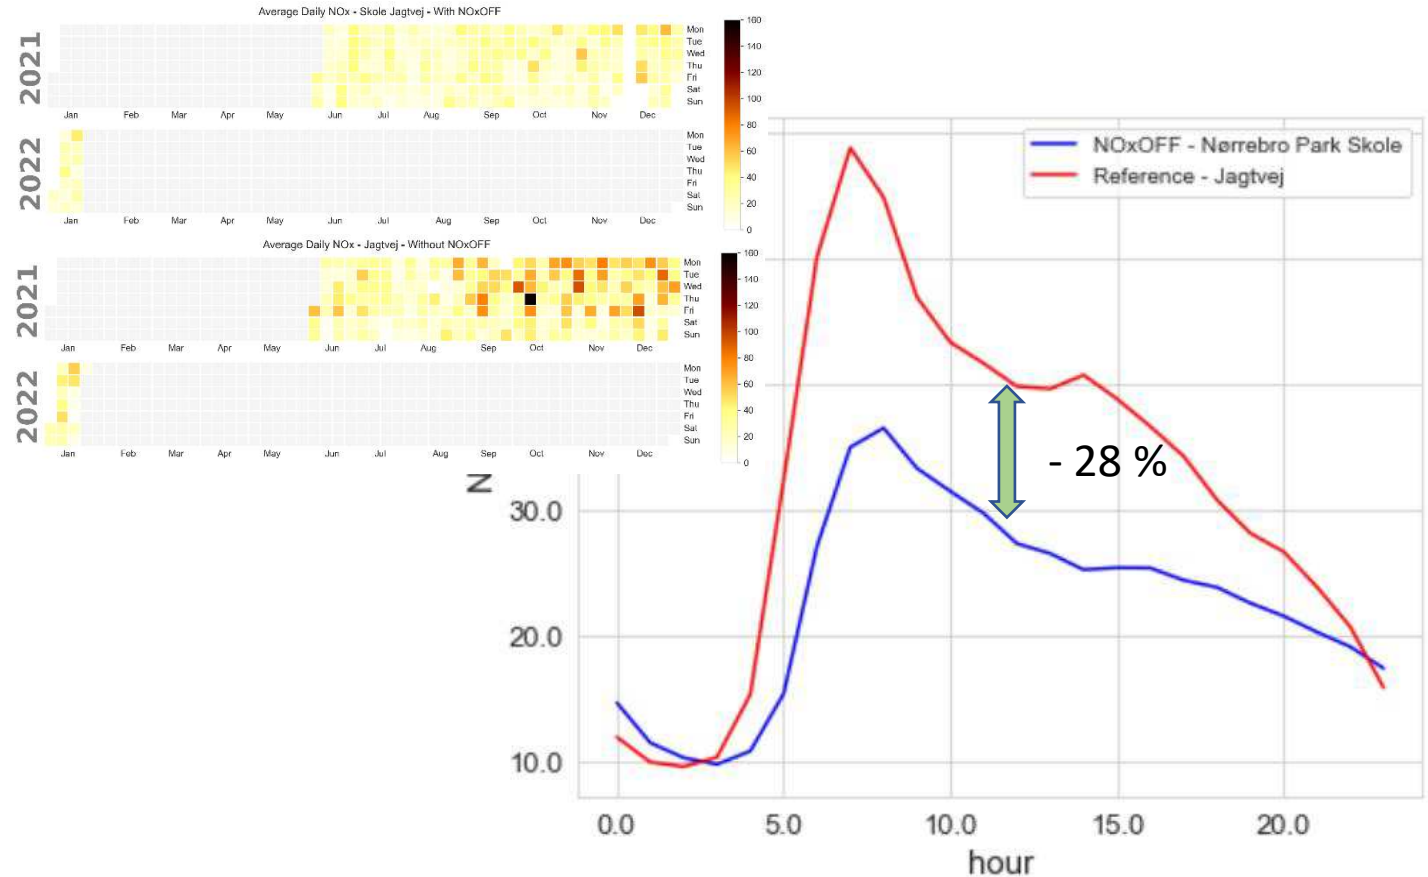 Average Daily NOx - Skole Jagtvej - With NOxOFF
2021
Mon
Tue
Wed
Thu
Fri
Sat
Sun
Jan Feb Mar Apr May Jun Jul Aug Sep Oct Nov Dec
2022
Mon
Tue
Wed
Thu
Fri
Sat
Sun
Jan Feb Mar Apr May Jun Jul Aug Sep Oct Nov Dec
160
140
120
100
80
60
40
20
0
Average Daily NOx - Jagtvej - Without NOxOFF
2021
Mon
Tue
Wed
Thu
Fri
Sat
Sun
Jan Feb Mar Apr May Jun Jul Aug Sep Oct Nov Dec
2022
Mon
Tue
Wed
Thu
Fri
Sat
Sun
Jan Feb Mar Apr May Jun Jul Aug Sep Oct Nov Dec
160
140
120
100
80
60
40
20
0
NOxOFF - Nørrebro Park Skole
Reference - Jagtvej
- 28 %
N
30.0
20.0
10.0
0.0 5.0 10.0 15.0 20.0
hour